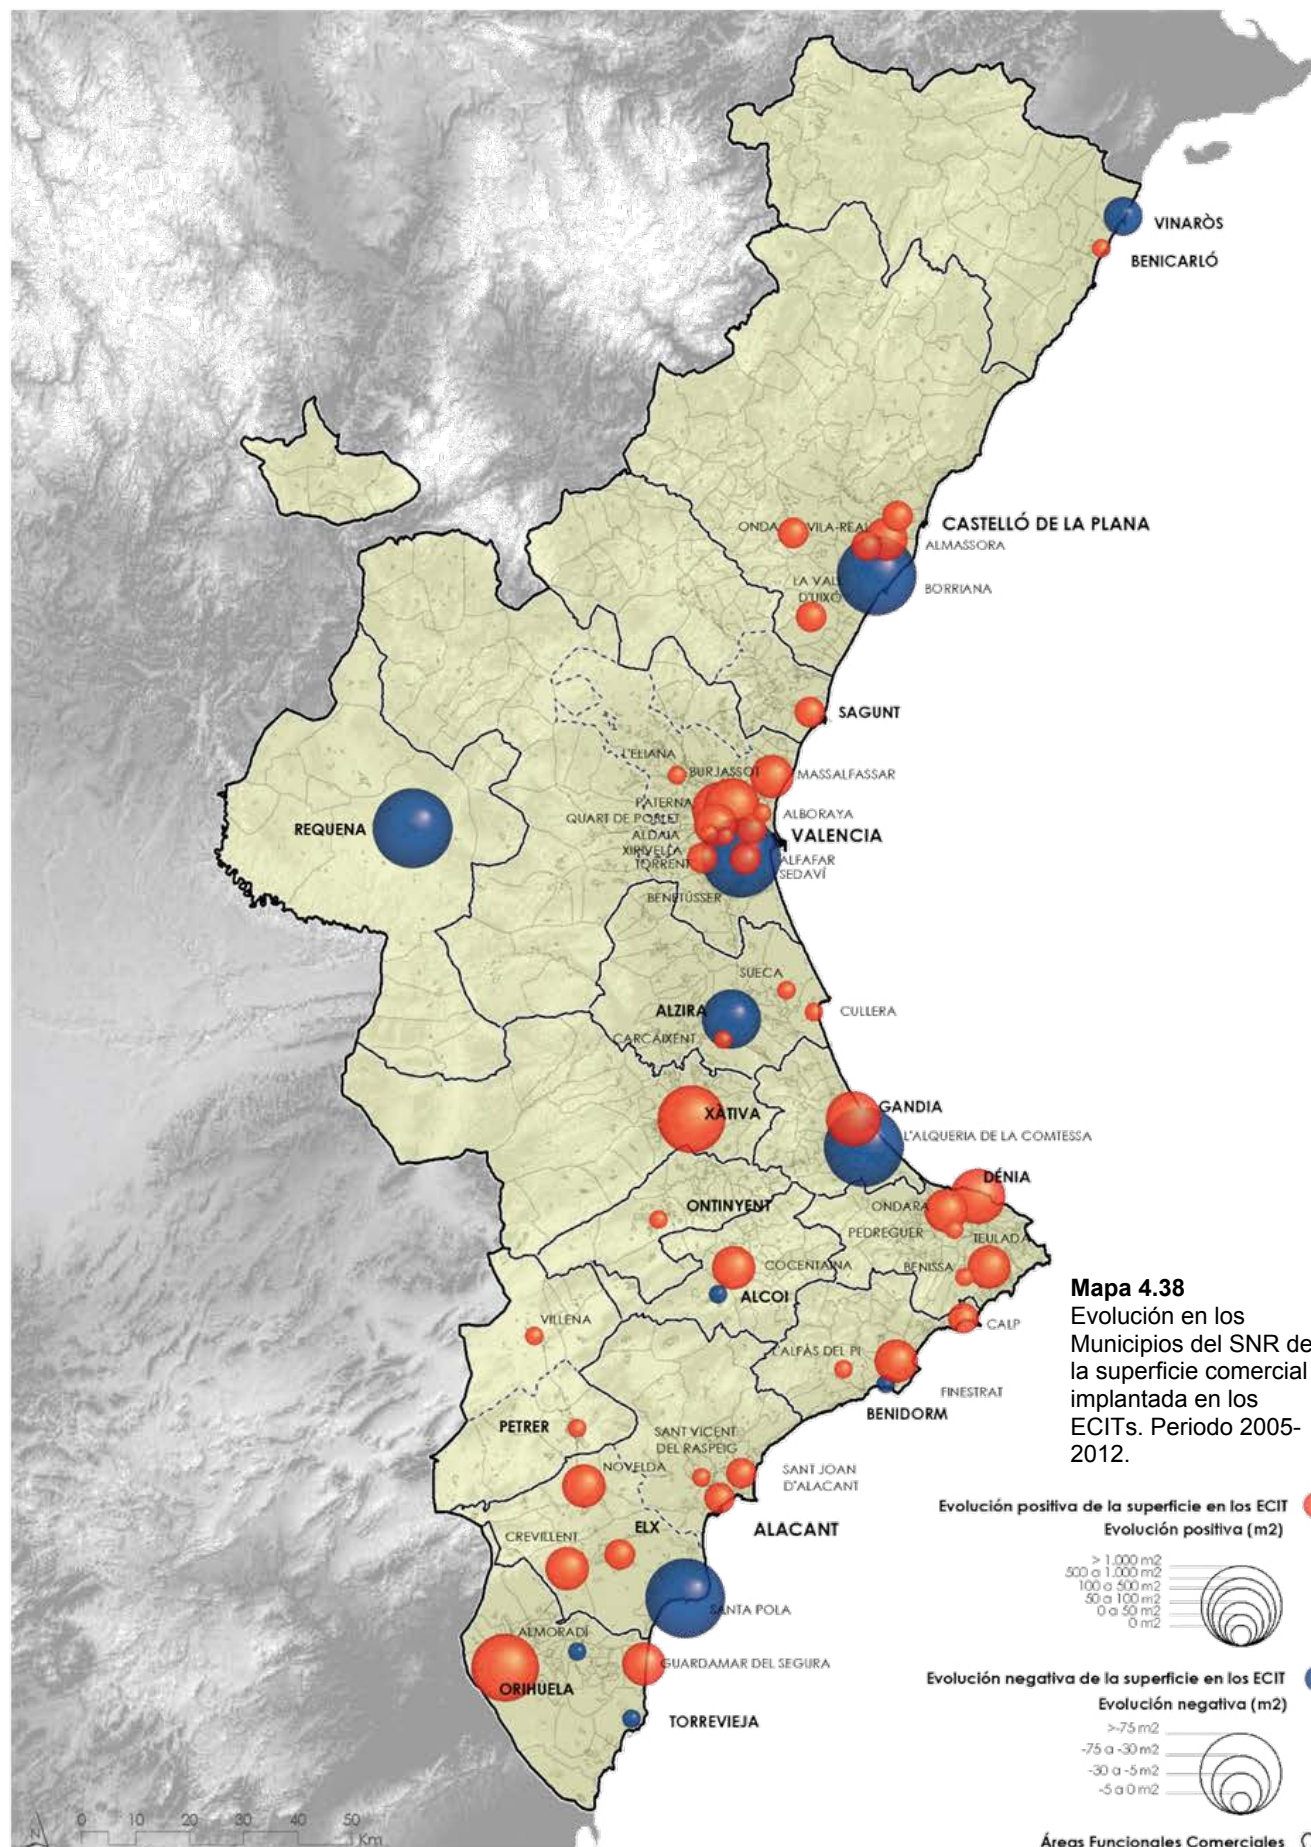 VINARÒS
BENICARLÓ
ONDA
VILA-REAL
CASTELLÓ DE LA PLANA
ALMASSORA
LA VALL
D'UIXÓ
BORRIANA
SAGUNT
L'ELIANA
BURJASSOT
MASSALFASSAR
PATERNA
ALBORAYA
QUART DE POBLET
REQUENA
ALDAIA
VALENCIA
XIRIVELLA
TORRENT
ALFAFAR
SEDAVÍ
BENETÚSSER
SUECA
ALZIRA
CULLERA
CARCAIXENT
XÀTIVA
GANDIA
L'ALQUERIA DE LA COMTESSA
DÉNIA
ONTINYENT
ONDARA
PEDREGUER
TEULADA
COCENTAINA
BENISSA
ALCOI
Mapa 4.38
Evolución en los
Municipios del SNR de
la superficie comercial
implantada en los
ECITs. Periodo 2005-
2012.
VILLENA
CALP
L'ALFÀS DEL PI
FINESTRAT
BENIDORM
PETRER
SANT VICENT
DEL RASPEIG
NOVELDA
SANT JOAN
D'ALACANT
ELX
ALACANT
CREVILLENT
SANTA POLA
ALMORADÍ
GUARDAMAR DEL SEGURA
ORIHUELA
TORREVIEJA
Evolución positiva de la superficie en los ECIT
Evolución positiva (m2)
> 1.000 m2
500 a 1.000 m2
100 a 500 m2
50 a 100 m2
0 a 50 m2
0 m2
Evolución negativa de la superficie en los ECIT
Evolución negativa (m2)
>-75 m2
-75 a -30 m2
-30 a -5 m2
-5 a 0 m2
Áreas Funcionales Comerciales
N
0 10 20 30 40 50
Km